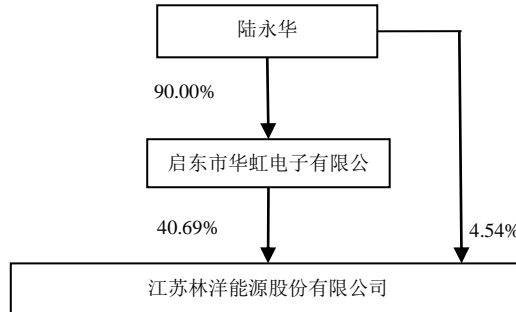 陆永华
90.00%
启东市华虹电子有限公
40.69%
4.54%
江苏林洋能源股份有限公司